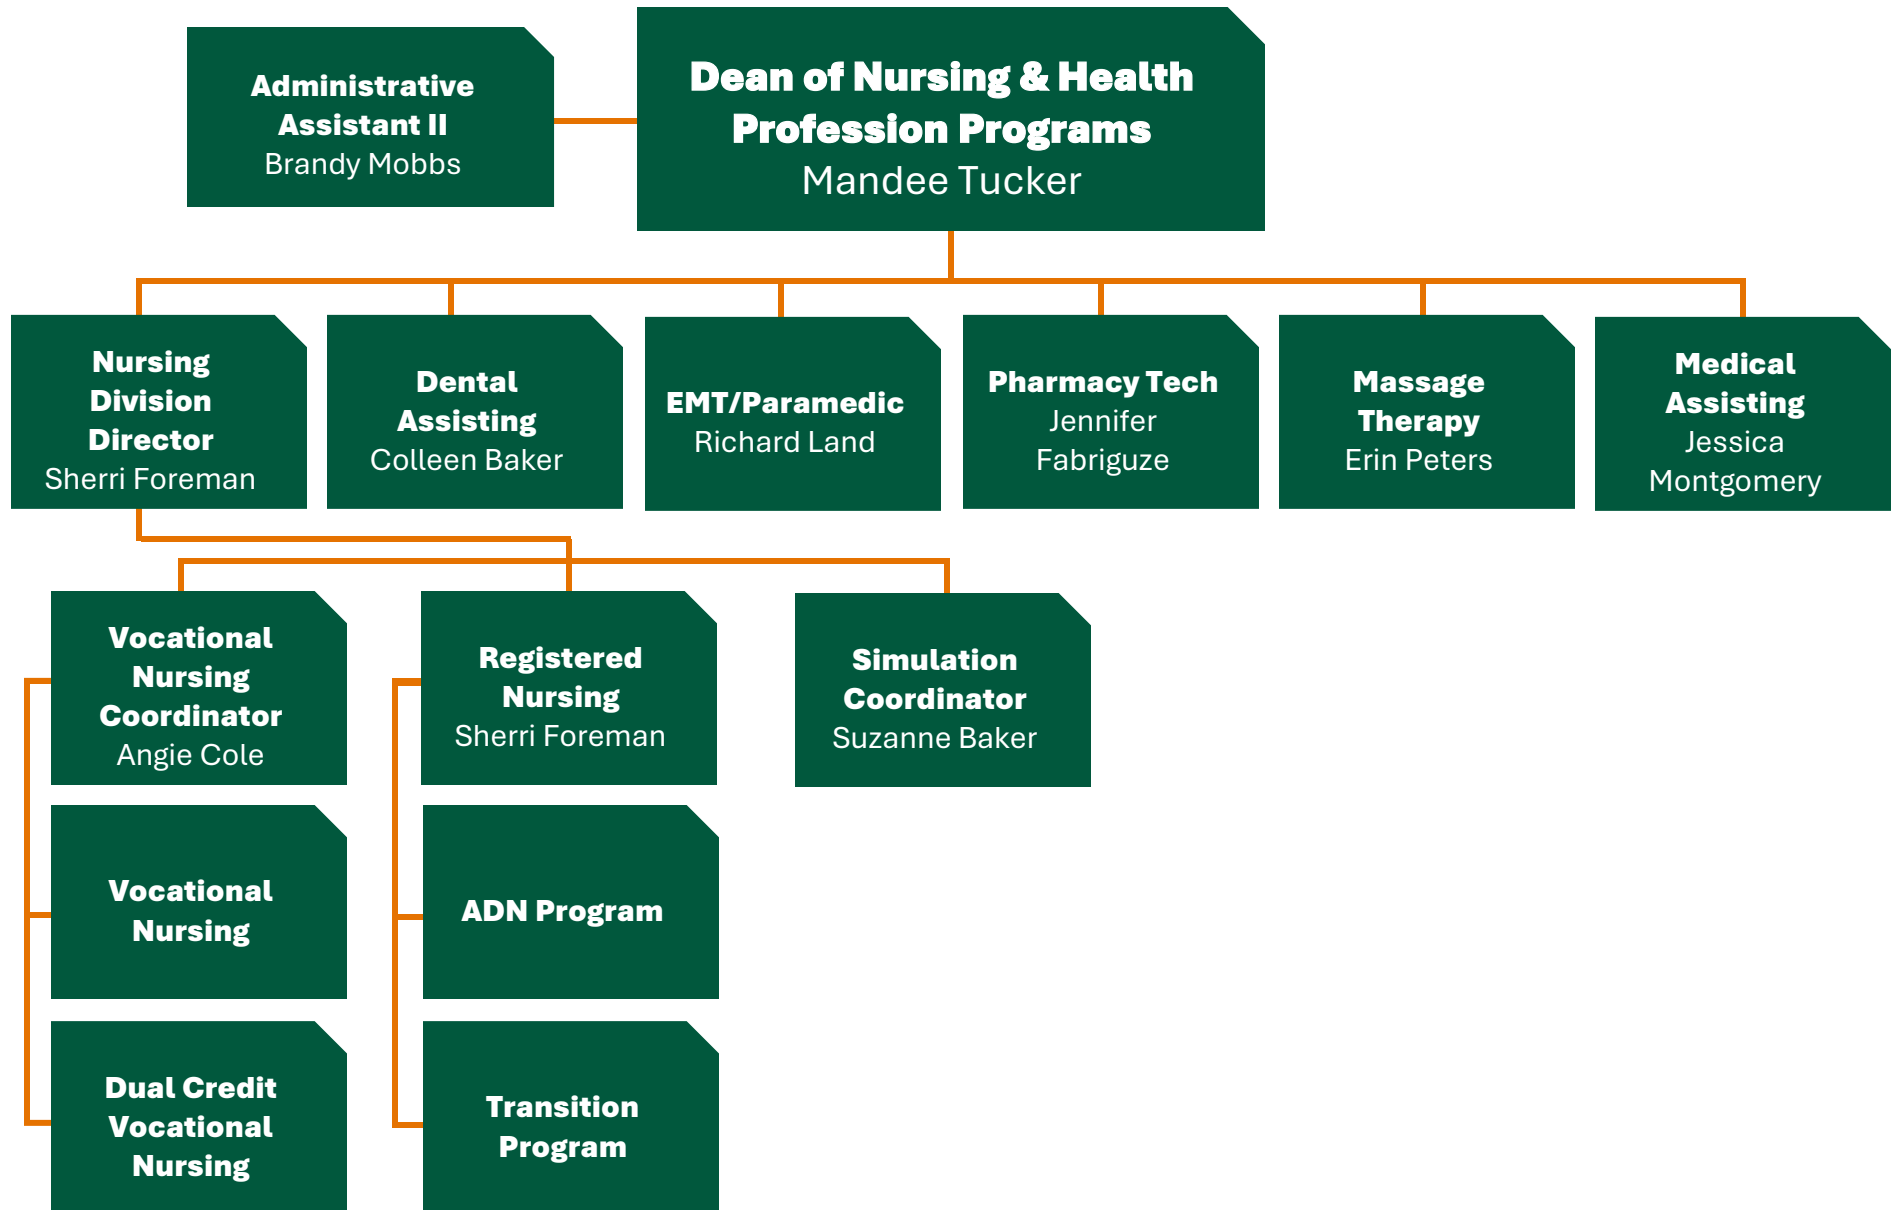 Administrative
Assistant II
Brandy Mobbs
Dean of Nursing & Health
Profession Programs
Mandee Tucker
Nursing
Division
Director
Sherri Foreman
Dental
Assisting
Colleen Baker
EMT/Paramedic
Richard Land
Pharmacy Tech
Jennifer
Fabriguze
Massage
Therapy
Erin Peters
Medical
Assisting
Jessica
Montgomery
Vocational
Nursing
Coordinator
Angie Cole
Registered
Nursing
Sherri Foreman
Simulation
Coordinator
Suzanne Baker
Vocational
Nursing
ADN Program
Dual Credit
Vocational
Nursing
Transition
Program